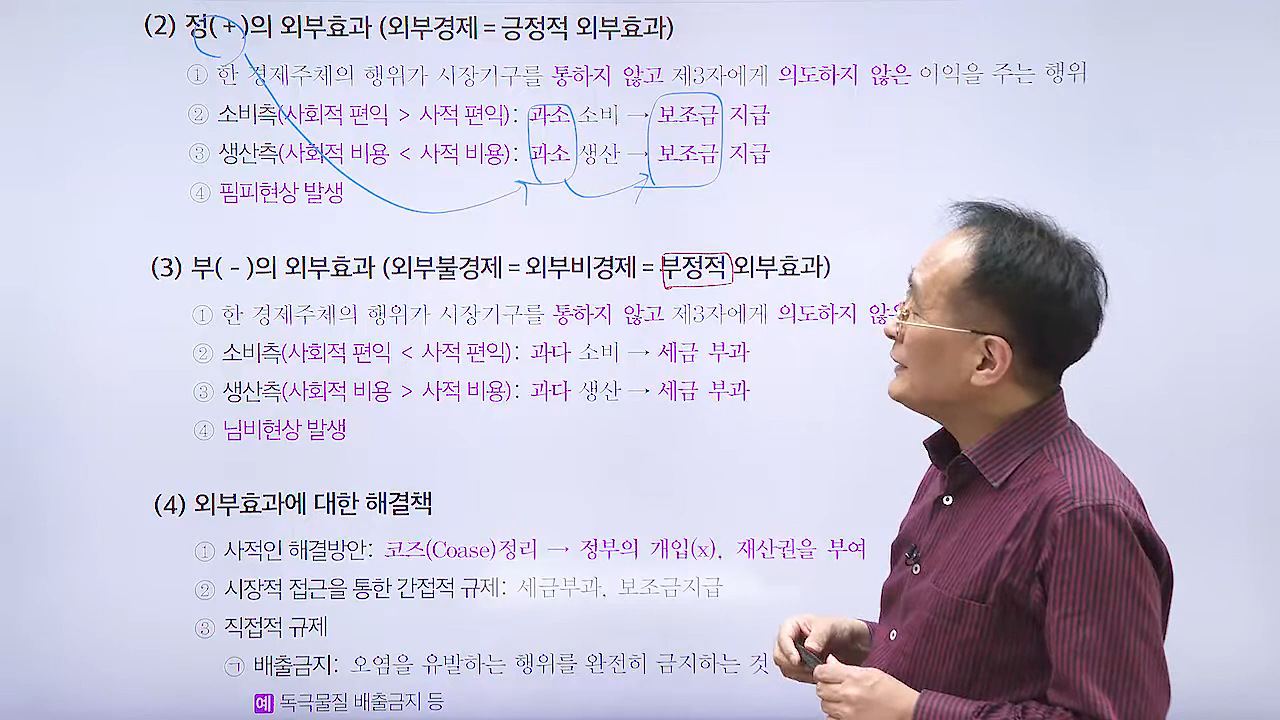 (2) 정( + )의 외부효과 (외부경제 = 긍정적 외부효과)
① 한 경제주체의 행위가 시장기구를 통하지 않고 제3자에게 의도하지 않은 이익을 주는 행위
② 소비측(사회적 편익 > 사적 편익): 과소 소비 → 보조금 지급
③ 생산측(사회적 비용 < 사적 비용): 과소 생산 → 보조금 지급
④ 핌피현상 발생
(3) 부( - )의 외부효과 (외부불경제 = 외부비경제 = 부정적 외부효과)
① 한 경제주체의 행위가 시장기구를 통하지 않고 제3자에게 의도하지
② 소비측(사회적 편익 < 사적 편익): 과다 소비 → 세금 부과
③ 생산측(사회적 비용 > 사적 비용): 과다 생산 → 세금 부과
④ 님비현상 발생
(4) 외부효과에 대한 해결책
① 사적인 해결방안: 코즈(Coase)정리 → 정부의 개입(x), 재산권을 부여
② 시장적 접근을 통한 간접적 규제: 세금부과, 보조금지급
③ 직접적 규제
㉠ 배출금지: 오염을 유발하는 행위를 완전히 금지하는 것
예 독극물질 배출금지 등